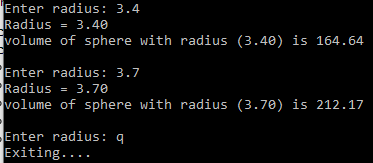 Enter radius: 3.4
Radius = 3.40
volume of sphere with radius (3.40) is 164.64
Enter radius: 3.7
Radius = 3.70
volume of sphere with radius (3.70) is 212.17
Enter radius: q
Exiting....